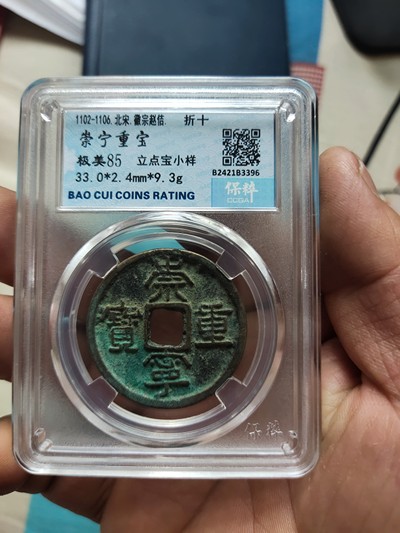 1102-1106.北宋.徽宗赵佶. 折十
崇宁重宝
极美85 立点宝小样
33.0*2.4mm*9.3g
BAO CUI COINS RATING
B2421B3396
保粹
崇
寶 重
寧
保粹